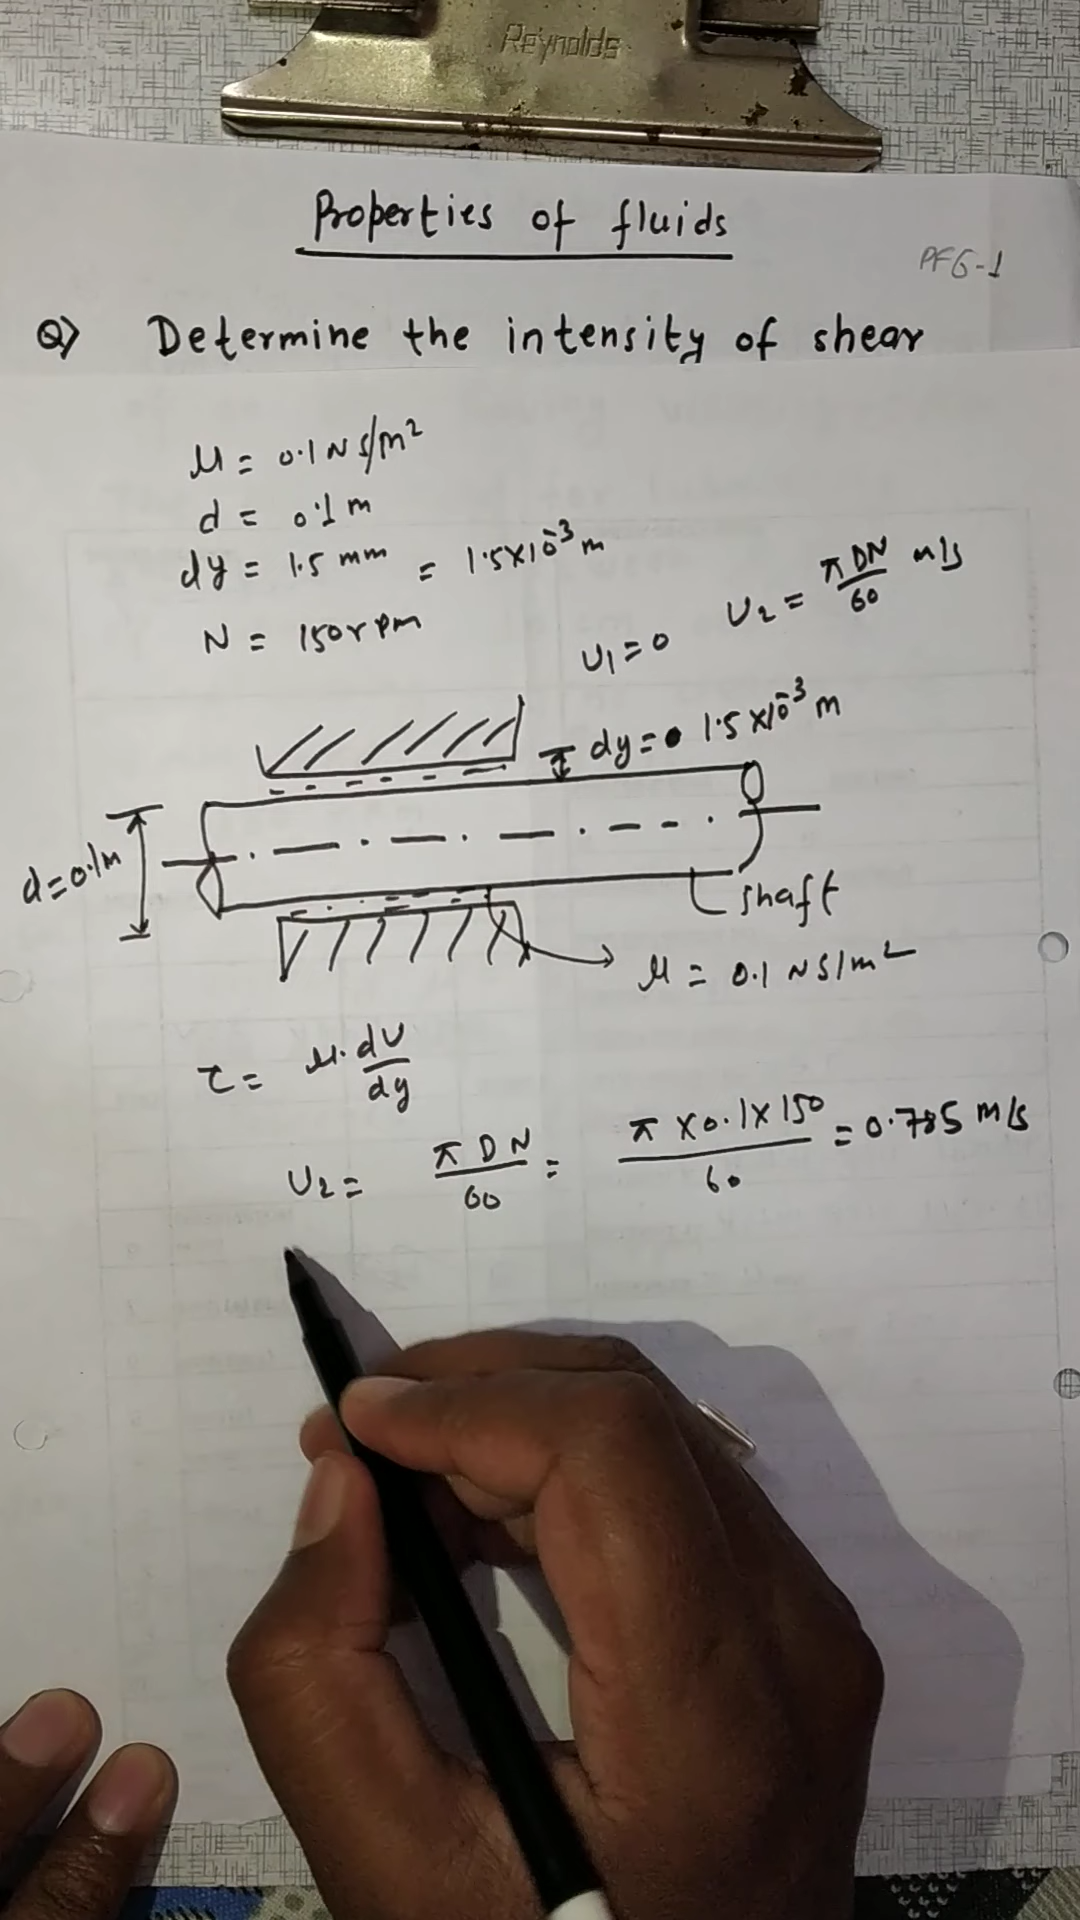 Reynolds
Properties of fluids
PFG-1
Q) Determine the intensity of shear
μ = 0.1 NS/m²
d = 0.1 m
dy = 1.5 mm = 1.5×10⁻³ m
N = 150 rpm
U₁ = 0
U₂ = πDN/60 m/s
dy = 1.5×10⁻³ m
d = 0.1m
shaft
μ = 0.1 NS/m²
τ = μ. dU/dy
U₂ = πDN/60 = π×0.1×150/60 = 0.785 m/s